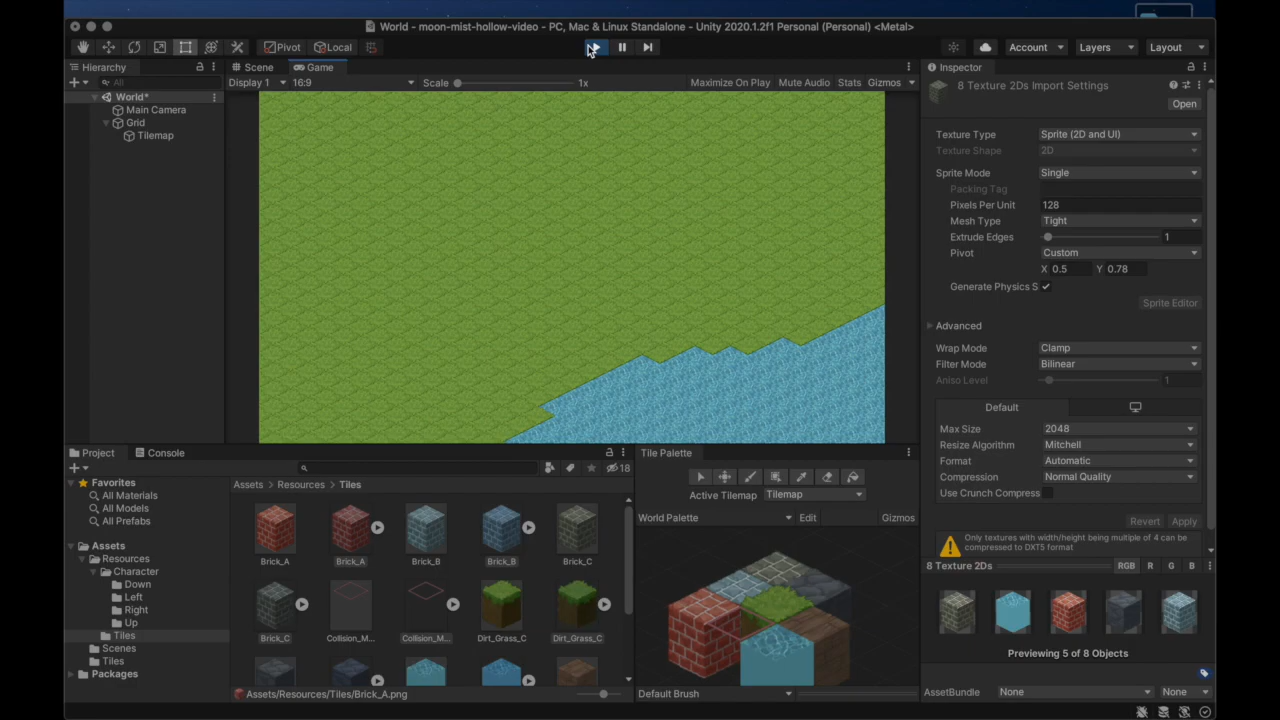 World - moon-mist-hollow-video - PC, Mac & Linux Standalone - Unity 2020.1.2f1 Personal (Personal) <Metal>
Pivot Local Account Layers Layout
Hierarchy
All
World*
Main Camera
Grid
Tilemap
Scene Game
Display 1 16:9 Scale 1x Maximize On Play Mute Audio Stats Gizmos
Inspector
8 Texture 2Ds Import Settings
Open
Texture Type Sprite (2D and UI)
Texture Shape 2D
Sprite Mode Single
Packing Tag
Pixels Per Unit 128
Mesh Type Tight
Extrude Edges 1
Pivot Custom
X 0.5 Y 0.78
Generate Physics S
Sprite Editor
Advanced
Wrap Mode Clamp
Filter Mode Bilinear
Aniso Level 1
Default
Max Size 2048
Resize Algorithm Mitchell
Format Automatic
Compression Normal Quality
Use Crunch Compress
Revert Apply
Only textures with width/height being multiple of 4 can be
compressed to DXT5 format
8 Texture 2Ds RGB R G B
Previewing 5 of 8 Objects
AssetBundle None None
Project Console
18
Favorites
All Materials
All Models
All Prefabs
Assets
Resources
Character
Down
Left
Right
Up
Tiles
Scenes
Tiles
Packages
Assets Resources Tiles
Brick_A Brick_A Brick_B Brick_B Brick_C
Brick_C Collision_M... Collision_M... Dirt_Grass_C Dirt_Grass_C
Assets/Resources/Tiles/Brick_A.png
Tile Palette
Active Tilemap Tilemap
World Palette Edit Gizmos
Default Brush